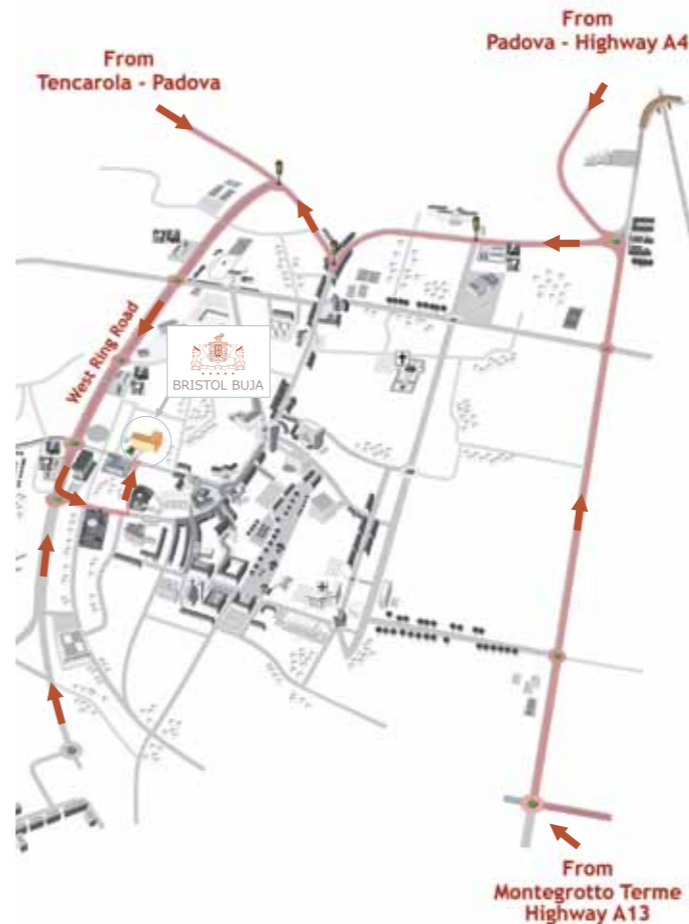 From
Padova - Highway A4
From
Tencarola - Padova
West Ring Road
BRISTOL BUJA
From
Montegrotto Terme
Highway A13